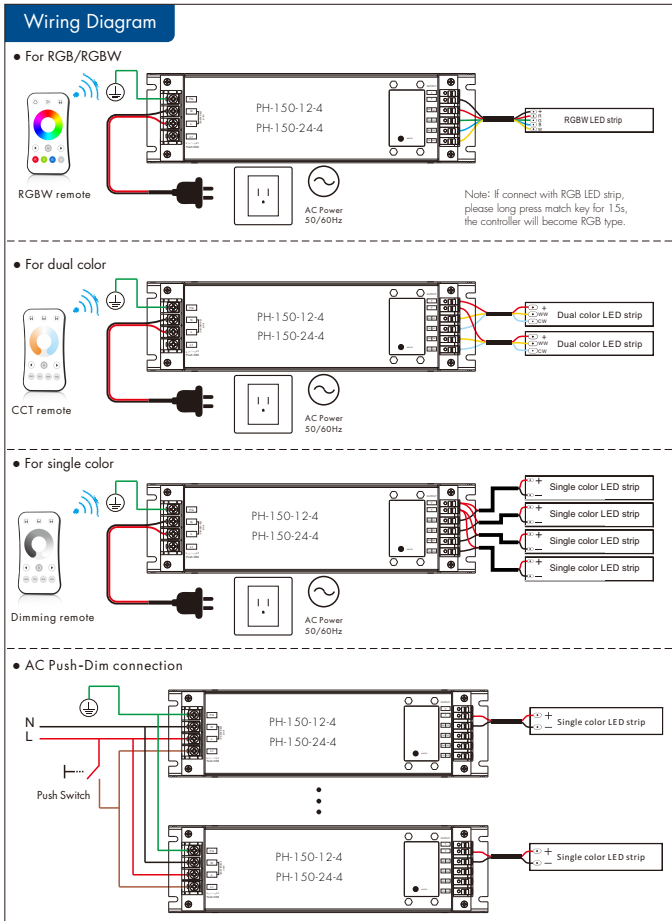 Wiring Diagram
● For RGB/RGBW
PH-150-12-4
PH-150-24-4
RGBW LED strip
RGBW remote
AC Power
50/60Hz
Note: If connect with RGB LED strip,
please long press match key for 15s,
the controller will become RGB type.
● For dual color
PH-150-12-4
PH-150-24-4
+
WW
CW
Dual color LED strip
+
WW
CW
Dual color LED strip
CCT remote
AC Power
50/60Hz
● For single color
PH-150-12-4
PH-150-24-4
+
–
Single color LED strip
+
–
Single color LED strip
+
–
Single color LED strip
+
–
Single color LED strip
Dimming remote
AC Power
50/60Hz
● AC Push-Dim connection
N
L
Push Switch
PH-150-12-4
PH-150-24-4
+
–
Single color LED strip
PH-150-12-4
PH-150-24-4
+
–
Single color LED strip